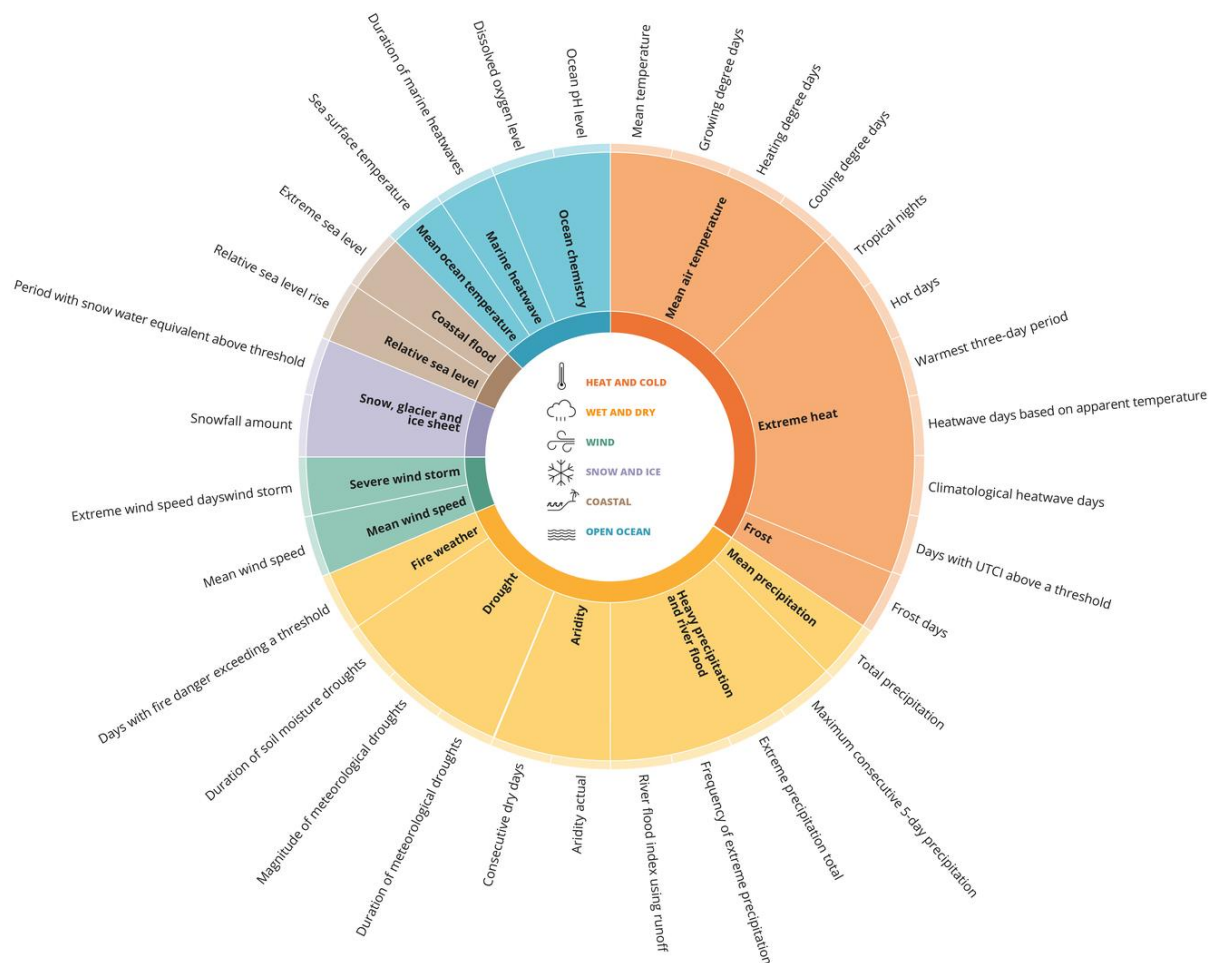 Mean temperature
Growing degree days
Heating degree days
Cooling degree days
Tropical nights
Hot days
Warmest three-day period
Heatwave days based on apparent temperature
Climatological heatwave days
Days with UTCI above a threshold
Frost days
Total precipitation
Maximum consecutive 5-day precipitation
Extreme precipitation total
Frequency of extreme precipitation
River flood index using runoff
Aridity actual
Consecutive dry days
Duration of meteorological droughts
Magnitude of meteorological droughts
Duration of soil moisture droughts
Days with fire danger exceeding a threshold
Mean wind speed
Extreme wind speed dayswind storm
Snowfall amount
Period with snow water equivalent above threshold
Relative sea level rise
Extreme sea level
Sea surface temperature
Duration of marine heatwaves
Dissolved oxygen level
Ocean pH level
Mean air temperature
Extreme heat
Frost
Mean precipitation
Heavy precipitation
and river flood
Aridity
Drought
Fire weather
Mean wind speed
Severe wind storm
Snow, glacier and
ice sheet
Relative sea level
Coastal flood
Mean ocean temperature
Marine heatwave
Ocean chemistry
HEAT AND COLD
WET AND DRY
WIND
SNOW AND ICE
COASTAL
OPEN OCEAN